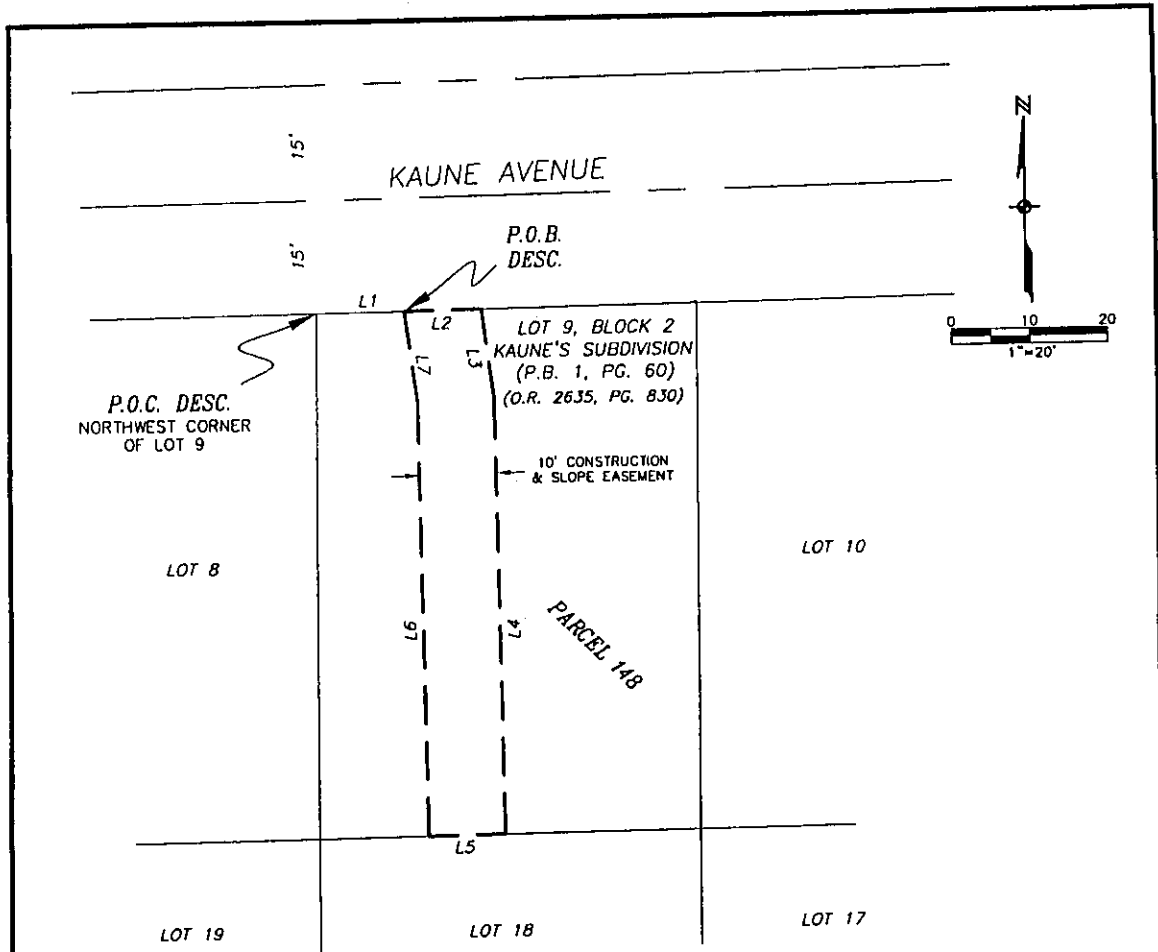 15'
KAUNE AVENUE
N
15'
P.O.B.
DESC.
L1
L2
L7
L3
LOT 9, BLOCK 2
KAUNE'S SUBDIVISION
(P.B. 1, PG. 60)
(O.R. 2635, PG. 830)
0 10 20
1"=20'
P.O.C. DESC.
NORTHWEST CORNER
OF LOT 9
10' CONSTRUCTION
& SLOPE EASEMENT
LOT 8
LOT 10
L6
L4
PARCEL 148
L5
LOT 19
LOT 18
LOT 17